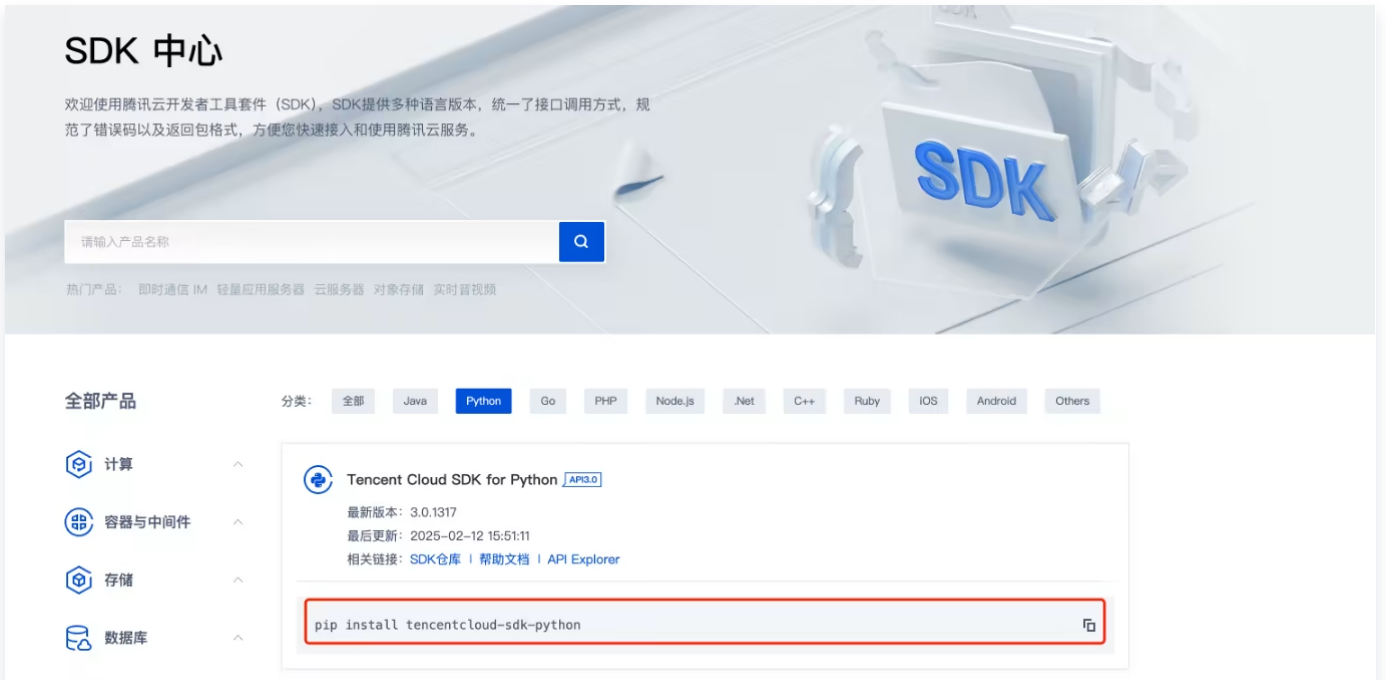 SDK 中心
欢迎使用腾讯云开发者工具套件（SDK），SDK提供多种语言版本，统一了接口调用方式，规
范了错误码以及返回包格式，方便您快速接入和使用腾讯云服务。
SDK
SDK
请输入产品名称
热门产品： 即时通信 IM 轻量应用服务器 云服务器 对象存储 实时音视频
全部产品
分类： 全部 Java Python Go PHP Node.js .Net C++ Ruby iOS Android Others
计算
Tencent Cloud SDK for Python API3.0
最新版本：3.0.1317
容器与中间件
最后更新：2025-02-12 15:51:11
相关链接：SDK仓库 | 帮助文档 | API Explorer
存储
pip install tencentcloud-sdk-python
数据库